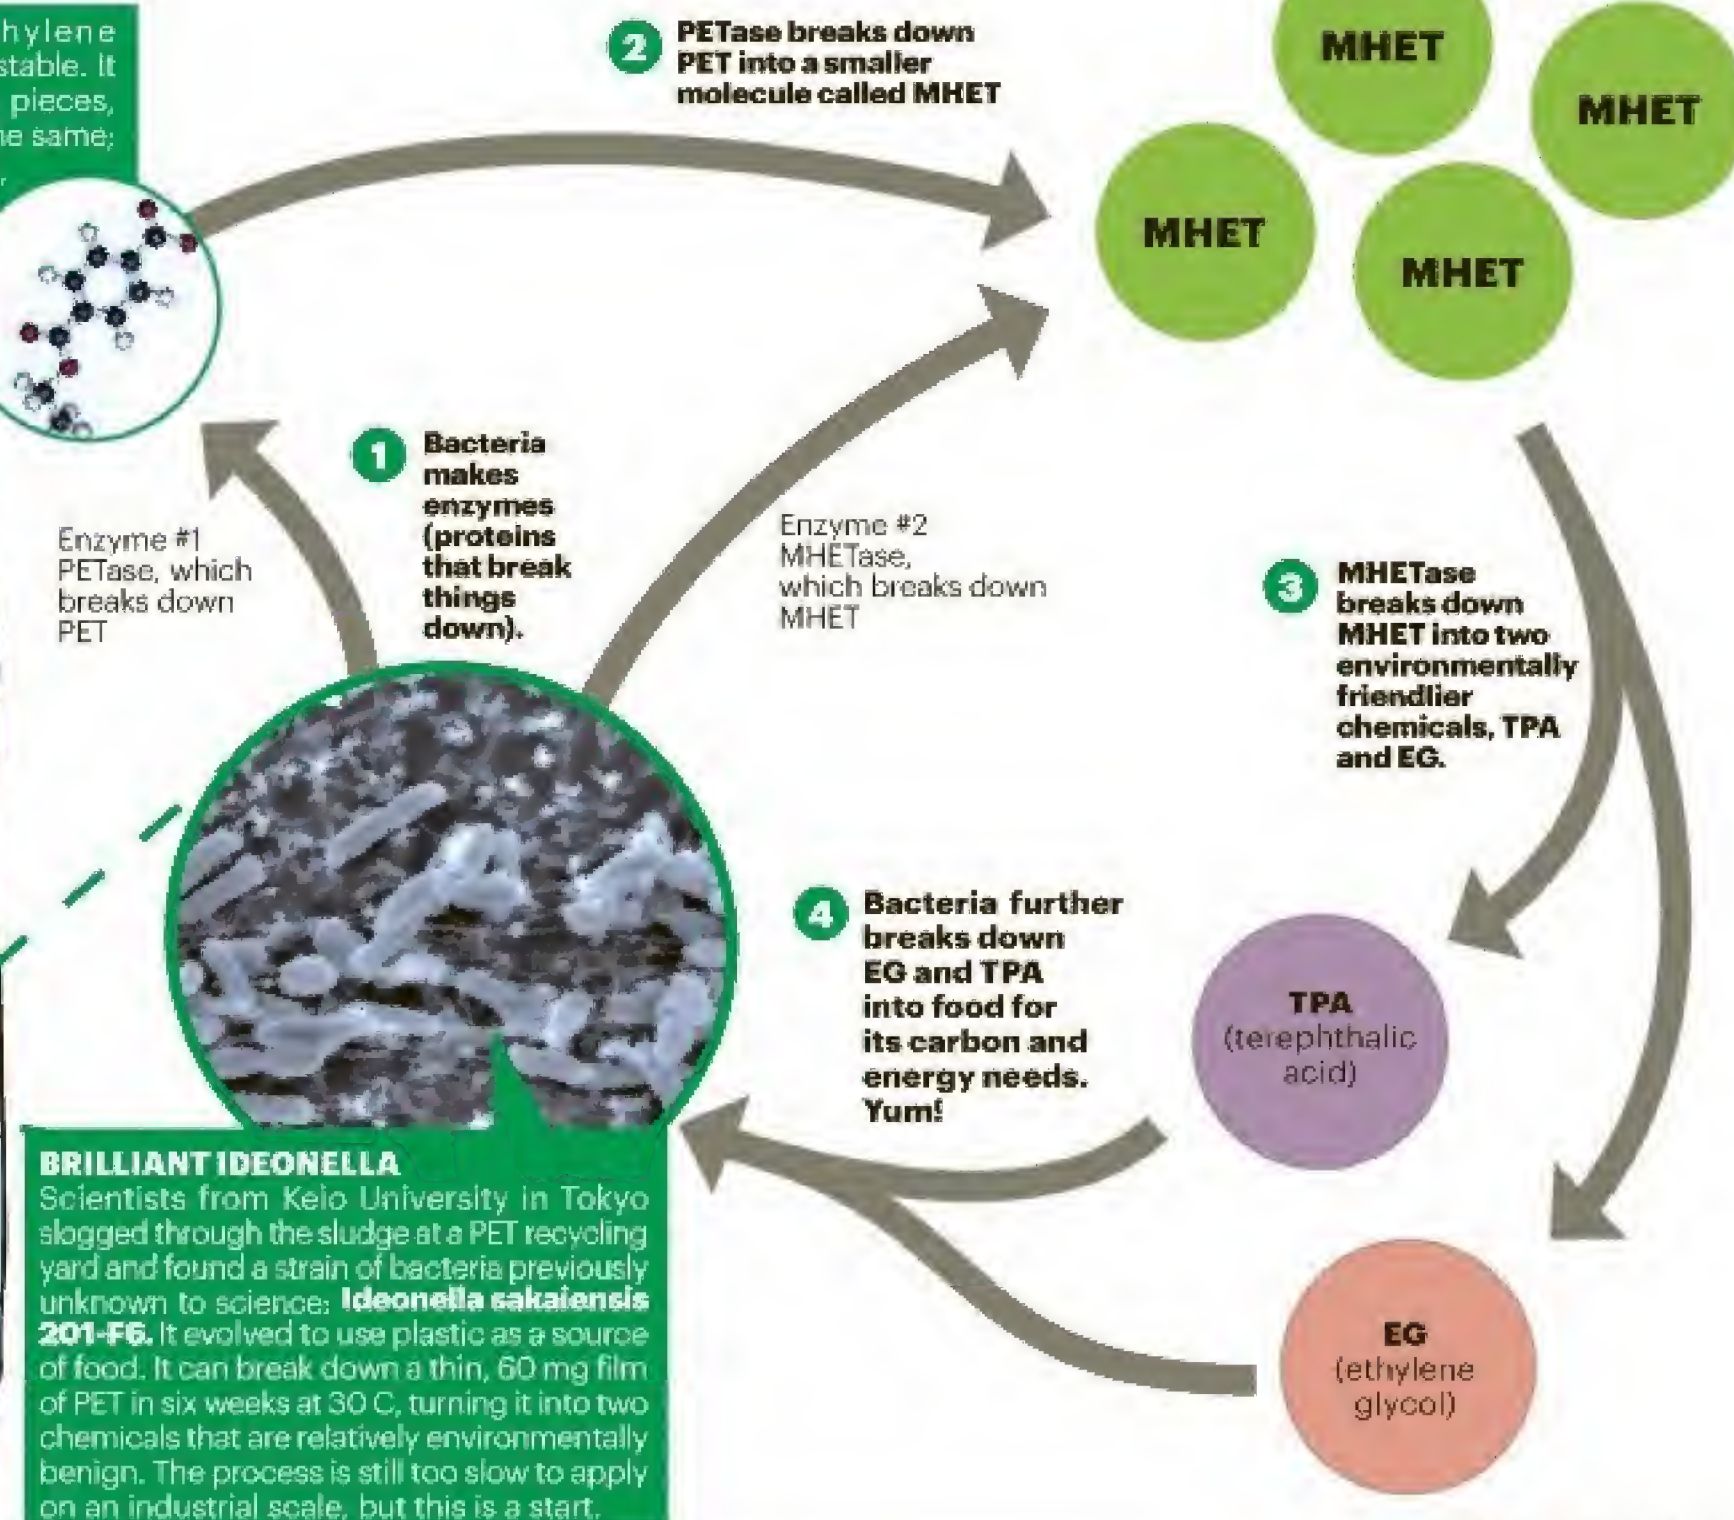 hylene
stable. It
pieces,
he same;
2
PETase breaks down
PET into a smaller
molecule called MHET
MHET
MHET
MHET
MHET
1
Bacteria
makes
enzymes
(proteins
that break
things
down).
Enzyme #1
PETase, which
breaks down
PET
Enzyme #2
MHETase,
which breaks down
MHET
3
MHETase
breaks down
MHET into two
environmentally
friendlier
chemicals, TPA
and EG.
4
Bacteria further
breaks down
EG and TPA
into food for
its carbon and
energy needs.
Yum!
TPA
(terephthalic
acid)
EG
(ethylene
glycol)
BRILLIANT IDEONELLA
Scientists from Keio University in Tokyo
slogged through the sludge at a PET recycling
yard and found a strain of bacteria previously
unknown to science: Ideonella sakaiensis
201-F6. It evolved to use plastic as a source
of food. It can break down a thin, 60 mg film
of PET in six weeks at 30 C, turning it into two
chemicals that are relatively environmentally
benign. The process is still too slow to apply
on an industrial scale, but this is a start.